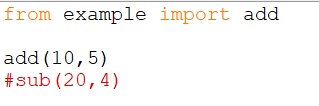 from example import add
add(10,5)
#sub(20,4)